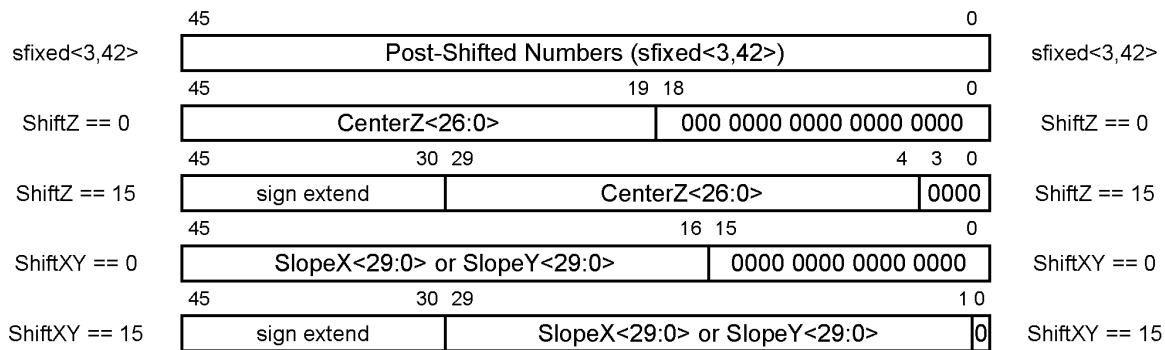 45 0
sfixed<3,42> Post-Shifted Numbers (sfixed<3,42>) sfixed<3,42>
45 19 18 0
ShiftZ == 0 CenterZ<26:0> 000 0000 0000 0000 0000 ShiftZ == 0
45 30 29 4 3 0
ShiftZ == 15 sign extend CenterZ<26:0> 0000 ShiftZ == 15
45 16 15 0
ShiftXY == 0 SlopeX<29:0> or SlopeY<29:0> 0000 0000 0000 0000 ShiftXY == 0
45 30 29 1 0
ShiftXY == 15 sign extend SlopeX<29:0> or SlopeY<29:0> 0 ShiftXY == 15